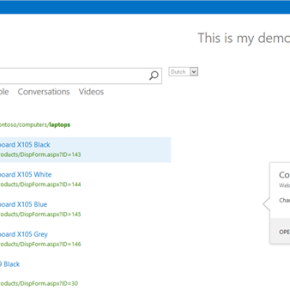 This is my demo
Dutch
ple Conversations Videos
ontoso/computers/laptops
board X105 Black
roducts/DispForm.aspx?ID=143
board X105 White
roducts/DispForm.aspx?ID=144
board X105 Blue
roducts/DispForm.aspx?ID=145
board X105 Grey
roducts/DispForm.aspx?ID=146
9 Black
roducts/DispForm.aspx?ID=30
Co
Web
Cha
OPE